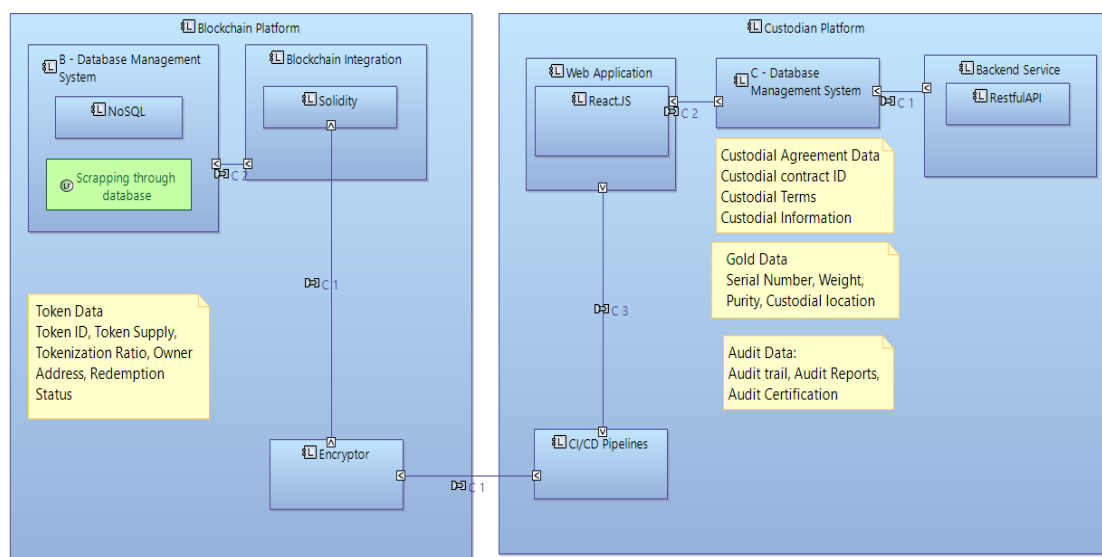 Blockchain Platform
B - Database Management
System
NoSQL
Scrapping through
database
C 2
Blockchain Integration
Solidity
C 1
Token Data
Token ID, Token Supply,
Tokenization Ratio, Owner
Address, Redemption
Status
Encryptor
C 1
Custodian Platform
Web Application
ReactJS
C 2
C - Database
Management System
C 1
Backend Service
RestfulAPI
Custodial Agreement Data
Custodial contract ID
Custodial Terms
Custodial Information
Gold Data
Serial Number, Weight,
Purity, Custodial location
C 3
Audit Data:
Audit trail, Audit Reports,
Audit Certification
CI/CD Pipelines